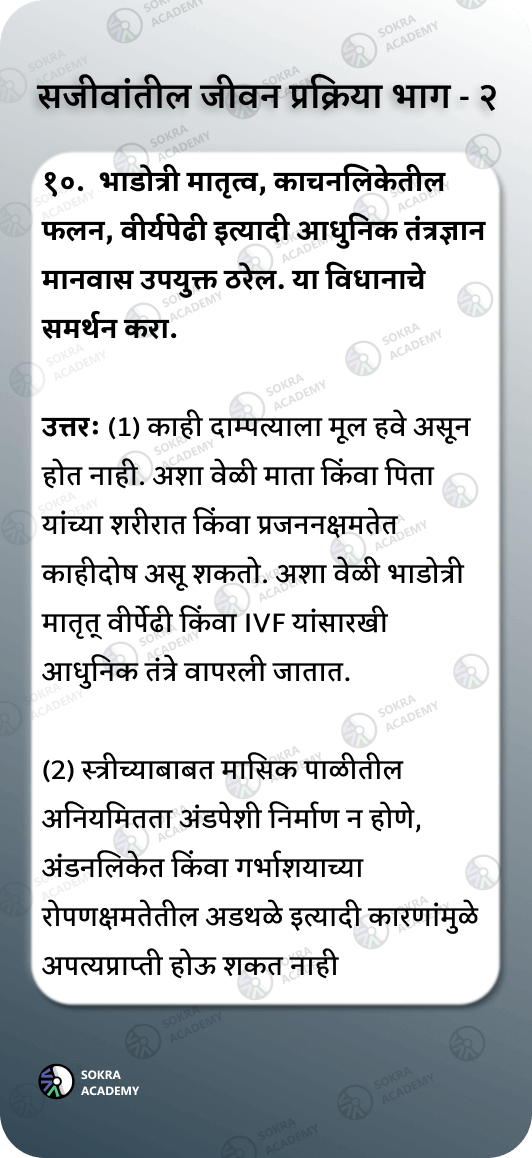 सजीवांतील जीवन प्रक्रिया भाग - २
१०. भाडोत्री मातृत्व, काचनलिकेतील
फलन, वीर्यपेढी इत्यादी आधुनिक तंत्रज्ञान
मानवास उपयुक्त ठरेल. या विधानाचे
समर्थन करा.
उत्तरः (1) काही दाम्पत्याला मूल हवे असून
होत नाही. अशा वेळी माता किंवा पिता
यांच्या शरीरात किंवा प्रजननक्षमतेत
काहीदोष असू शकतो. अशा वेळी भाडोत्री
मातृत् वीर्पेढी किंवा IVF यांसारखी
आधुनिक तंत्रे वापरली जातात.
(2) स्त्रीच्याबाबत मासिक पाळीतील
अनियमितता अंडपेशी निर्माण न होणे,
अंडनलिकेत किंवा गर्भाशयाच्या
रोपणक्षमतेतील अडथळे इत्यादी कारणांमुळे
अपत्यप्राप्ती होऊ शकत नाही
SOKRA
ACADEMY